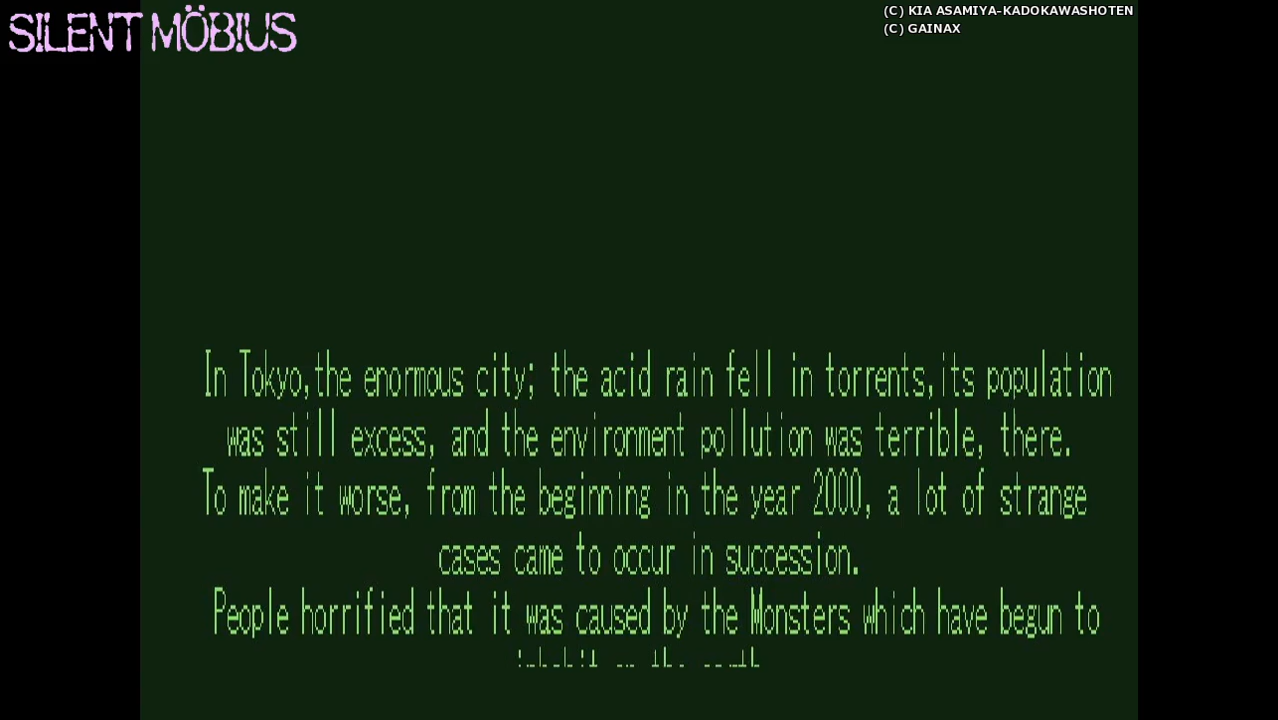 SILENT MÖBIUS
(C) KIA ASAMIYA-KADOKAWASHOTEN
(C) GAINAX
In Tokyo,the enormous city; the acid rain fell in torrents,its population
was still excess, and the environment pollution was terrible, there.
To make it worse, from the beginning in the year 2000, a lot of strange
cases came to occur in succession.
People horrified that it was caused by the Monsters which have begun to